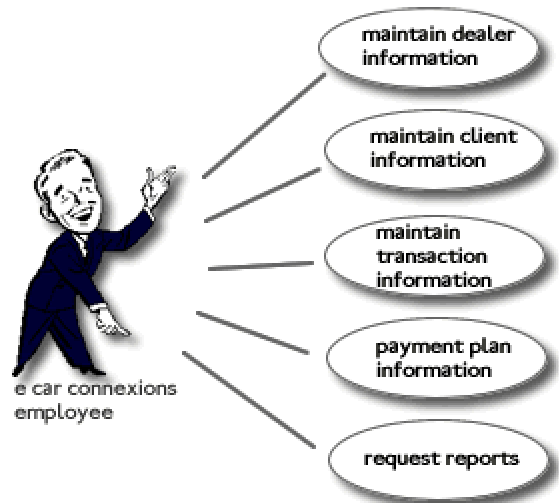 maintain dealer
information
maintain client
information
maintain
transaction
information
payment plan
information
request reports
e car connexions
employee